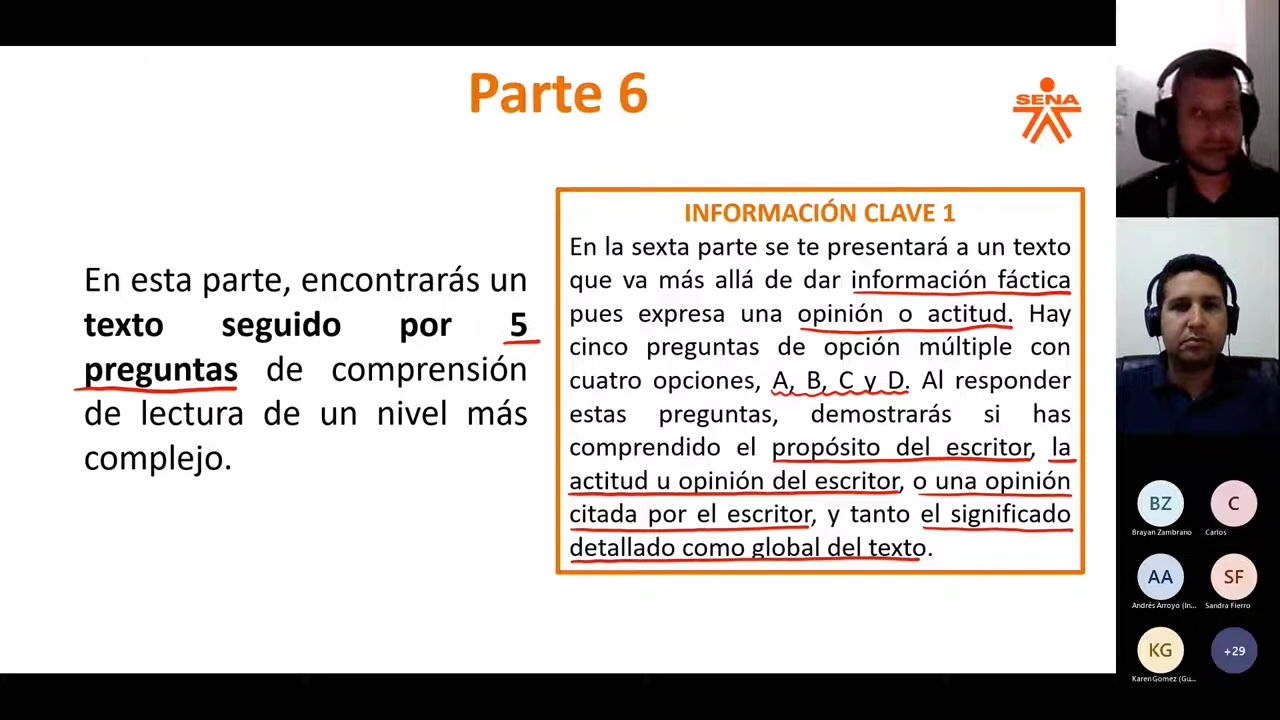 Parte 6
SENA
En esta parte, encontrarás un
texto seguido por 5
preguntas de comprensión
de lectura de un nivel más
complejo.
INFORMACIÓN CLAVE 1
En la sexta parte se te presentará a un texto
que va más allá de dar información fáctica
pues expresa una opinión o actitud. Hay
cinco preguntas de opción múltiple con
cuatro opciones, A, B, C y D. Al responder
estas preguntas, demostrarás si has
comprendido el propósito del escritor, la
actitud u opinión del escritor, o una opinión
citada por el escritor, y tanto el significado
detallado como global del texto.
BZ
Brayan Zambrano
C
Carlos
AA
Andrés Arroyo (In...
SF
Sandra Fierro
KG
Karen Gomez (Gu...
+29